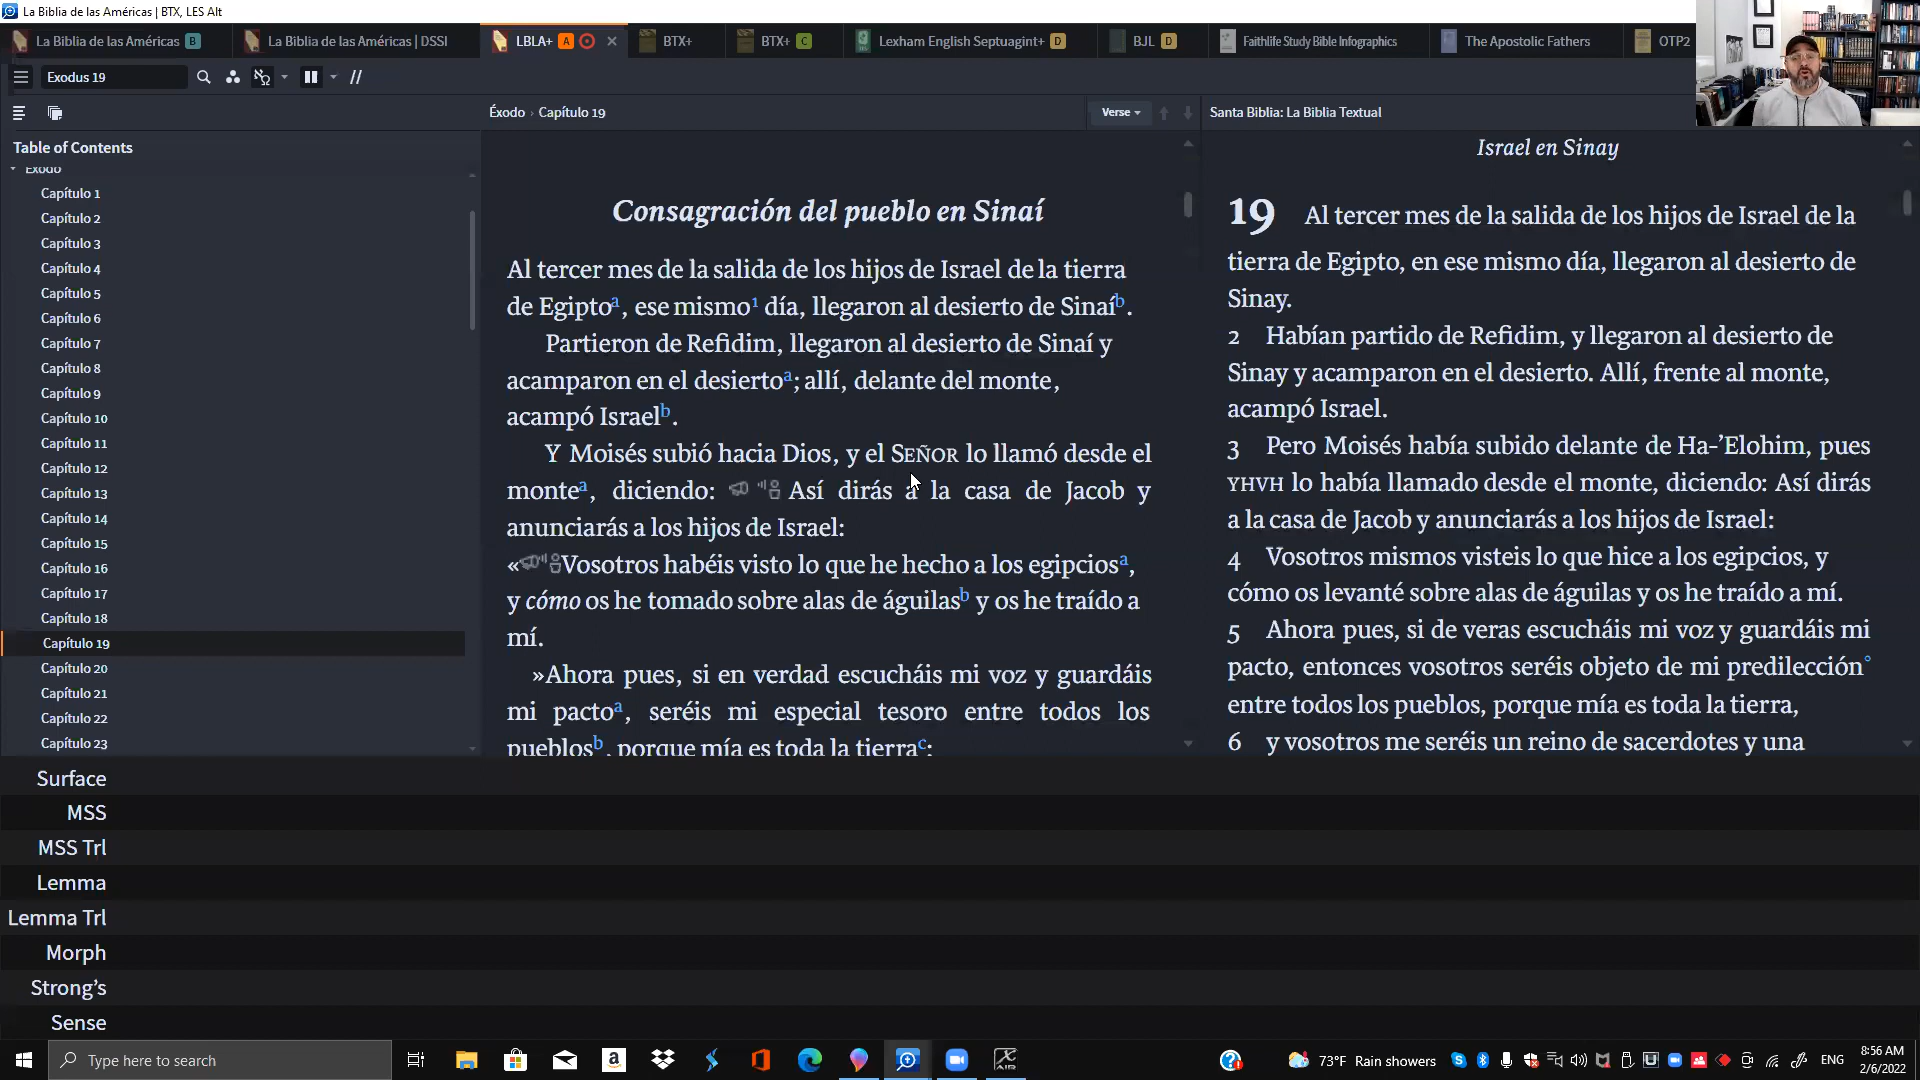 La Biblia de las Américas | BTX, LES Alt
La Biblia de las Américas B
La Biblia de las Américas | DSSI
LBLA+ A
BTX+
BTX+ C
Lexham English Septuagint+ D
BJL D
Faithlife Study Bible Infographics
The Apostolic Fathers
OTP2
Exodus 19
Éxodo › Capítulo 19
Verse
Santa Biblia: La Biblia Textual
Table of Contents
Éxodo
Capítulo 1
Capítulo 2
Capítulo 3
Capítulo 4
Capítulo 5
Capítulo 6
Capítulo 7
Capítulo 8
Capítulo 9
Capítulo 10
Capítulo 11
Capítulo 12
Capítulo 13
Capítulo 14
Capítulo 15
Capítulo 16
Capítulo 17
Capítulo 18
Capítulo 19
Capítulo 20
Capítulo 21
Capítulo 22
Capítulo 23
Consagración del pueblo en Sinaí
Al tercer mes de la salida de los hijos de Israel de la tierra
de Egiptoa, ese mismo1 día, llegaron al desierto de Sinaíb.
Partieron de Refidim, llegaron al desierto de Sinaí y
acamparon en el desiertoa; allí, delante del monte,
acampó Israelb.
Y Moisés subió hacia Dios, y el SEÑOR lo llamó desde el
montea, diciendo: Así dirás a la casa de Jacob y
anunciarás a los hijos de Israel:
«Vosotros habéis visto lo que he hecho a los egipciosa,
y cómo os he tomado sobre alas de águilasb y os he traído a
mí.
»Ahora pues, si en verdad escucháis mi voz y guardáis
mi pactoa, seréis mi especial tesoro entre todos los
pueblosb, porque mía es toda la tierrac;
Israel en Sinay
19 Al tercer mes de la salida de los hijos de Israel de la
tierra de Egipto, en ese mismo día, llegaron al desierto de
Sinay.
2 Habían partido de Refidim, y llegaron al desierto de
Sinay y acamparon en el desierto. Allí, frente al monte,
acampó Israel.
3 Pero Moisés había subido delante de Ha-’Elohim, pues
YHVH lo había llamado desde el monte, diciendo: Así dirás
a la casa de Jacob y anunciarás a los hijos de Israel:
4 Vosotros mismos visteis lo que hice a los egipcios, y
cómo os levanté sobre alas de águilas y os he traído a mí.
5 Ahora pues, si de veras escucháis mi voz y guardáis mi
pacto, entonces vosotros seréis objeto de mi predilección°
entre todos los pueblos, porque mía es toda la tierra,
6 y vosotros me seréis un reino de sacerdotes y una
Surface
MSS
MSS Trl
Lemma
Lemma Trl
Morph
Strong’s
Sense
Type here to search
73°F Rain showers
ENG
8:56 AM
2/6/2022